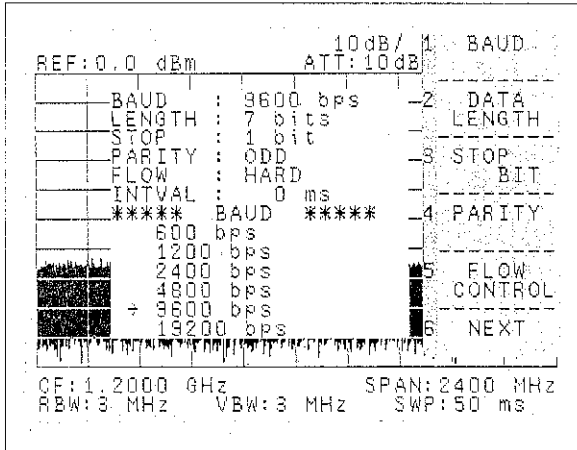 10dB/
REF:0.0 dBm ATT:10dB
BAUD : 9600 bps
LENGTH : 7 bits
STOP : 1 bit
PARITY : ODD
FLOW : HARD
INTVAL : 0 ms
***** BAUD *****
600 bps
1200 bps
2400 bps
4800 bps
→ 9600 bps
19200 bps
1 BAUD
2 DATA
LENGTH
3 STOP
BIT
4 PARITY
5 FLOW
CONTROL
6 NEXT
CF:1.2000 GHz SPAN:2400 MHz
RBW:3 MHz VBW:3 MHz SWP:50 ms